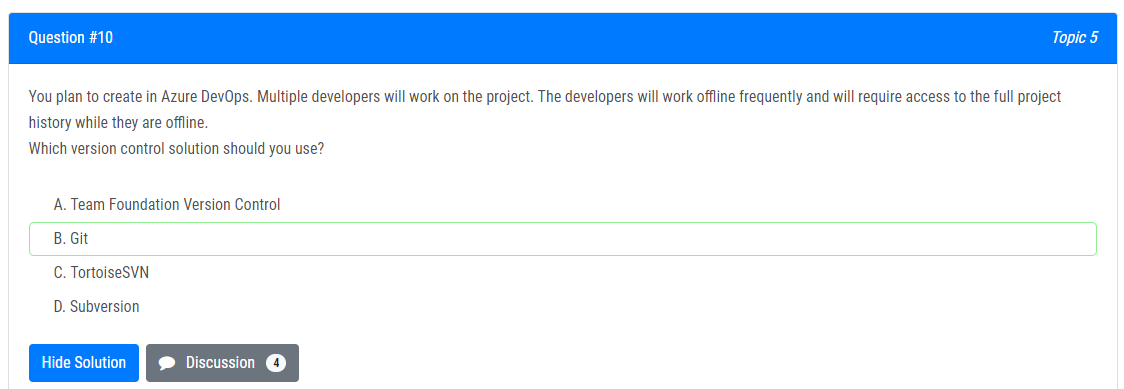 Question #10
Topic 5
You plan to create in Azure DevOps. Multiple developers will work on the project. The developers will work offline frequently and will require access to the full project
history while they are offline.
Which version control solution should you use?
A. Team Foundation Version Control
B. Git
C. TortoiseSVN
D. Subversion
Hide Solution
Discussion 4